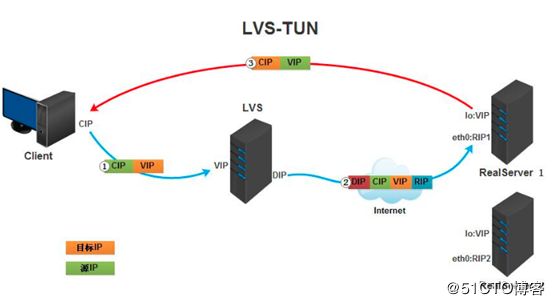 LVS-TUN
③ CIP VIP
LVS
CIP
Client
① CIP VIP
VIP
DIP
② DIP CIP VIP RIP
Internet
lo:VIP
eth0:RIP1
RealServer 1
目标IP
源IP
lo:VIP
eth0:RIP2
@51CTO博客